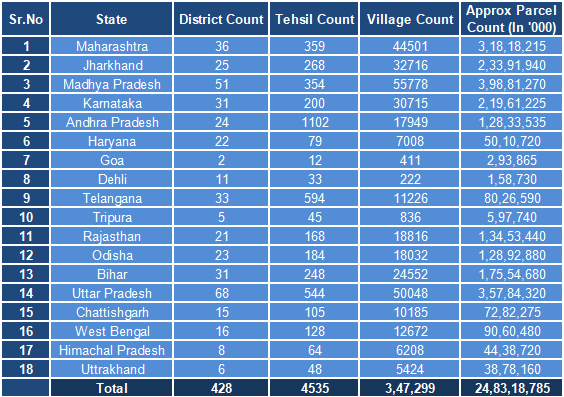 Sr.No State District Count Tehsil Count Village Count Approx Parcel Count (In '000)
1 Maharashtra 36 359 44501 3,18,18,215
2 Jharkhand 25 268 32716 2,33,91,940
3 Madhya Pradesh 51 354 55778 3,98,81,270
4 Karnataka 31 200 30715 2,19,61,225
5 Andhra Pradesh 24 1102 17949 1,28,33,535
6 Haryana 22 79 7008 50,10,720
7 Goa 2 12 411 2,93,865
8 Dehli 11 33 222 1,58,730
9 Telangana 33 594 11226 80,26,590
10 Tripura 5 45 836 5,97,740
11 Rajasthan 21 168 18816 1,34,53,440
12 Odisha 23 184 18032 1,28,92,880
13 Bihar 31 248 24552 1,75,54,680
14 Uttar Pradesh 68 544 50048 3,57,84,320
15 Chattishgarh 15 105 10185 72,82,275
16 West Bengal 16 128 12672 90,60,480
17 Himachal Pradesh 8 64 6208 44,38,720
18 Uttrakhand 6 48 5424 38,78,160
Total 428 4535 3,47,299 24,83,18,785